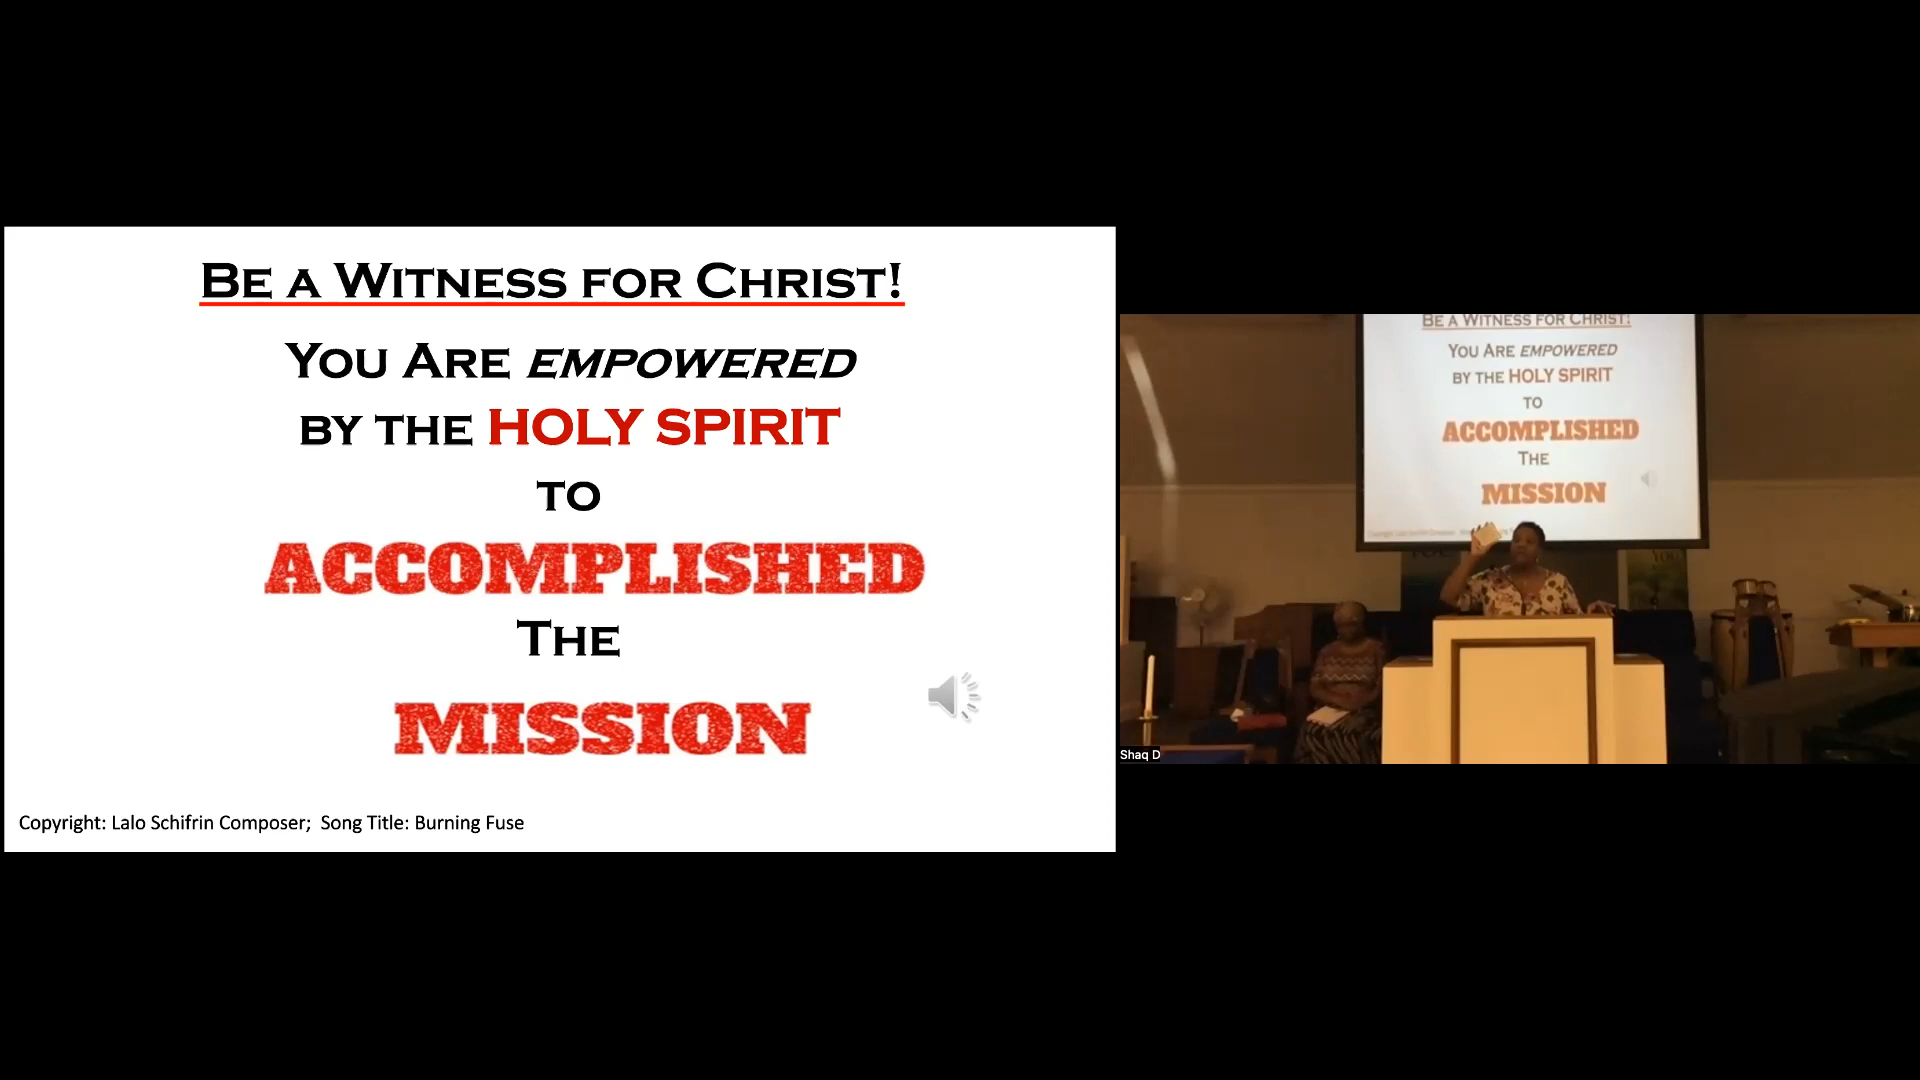 BE A WITNESS FOR CHRIST!
YOU ARE EMPOWERED
BY THE HOLY SPIRIT
TO
ACCOMPLISHED
THE
MISSION
Copyright: Lalo Schifrin Composer;  Song Title: Burning Fuse
BE A WITNESS FOR CHRIST!
YOU ARE EMPOWERED
BY THE HOLY SPIRIT
TO
ACCOMPLISHED
THE
MISSION
YOU
Shaq D